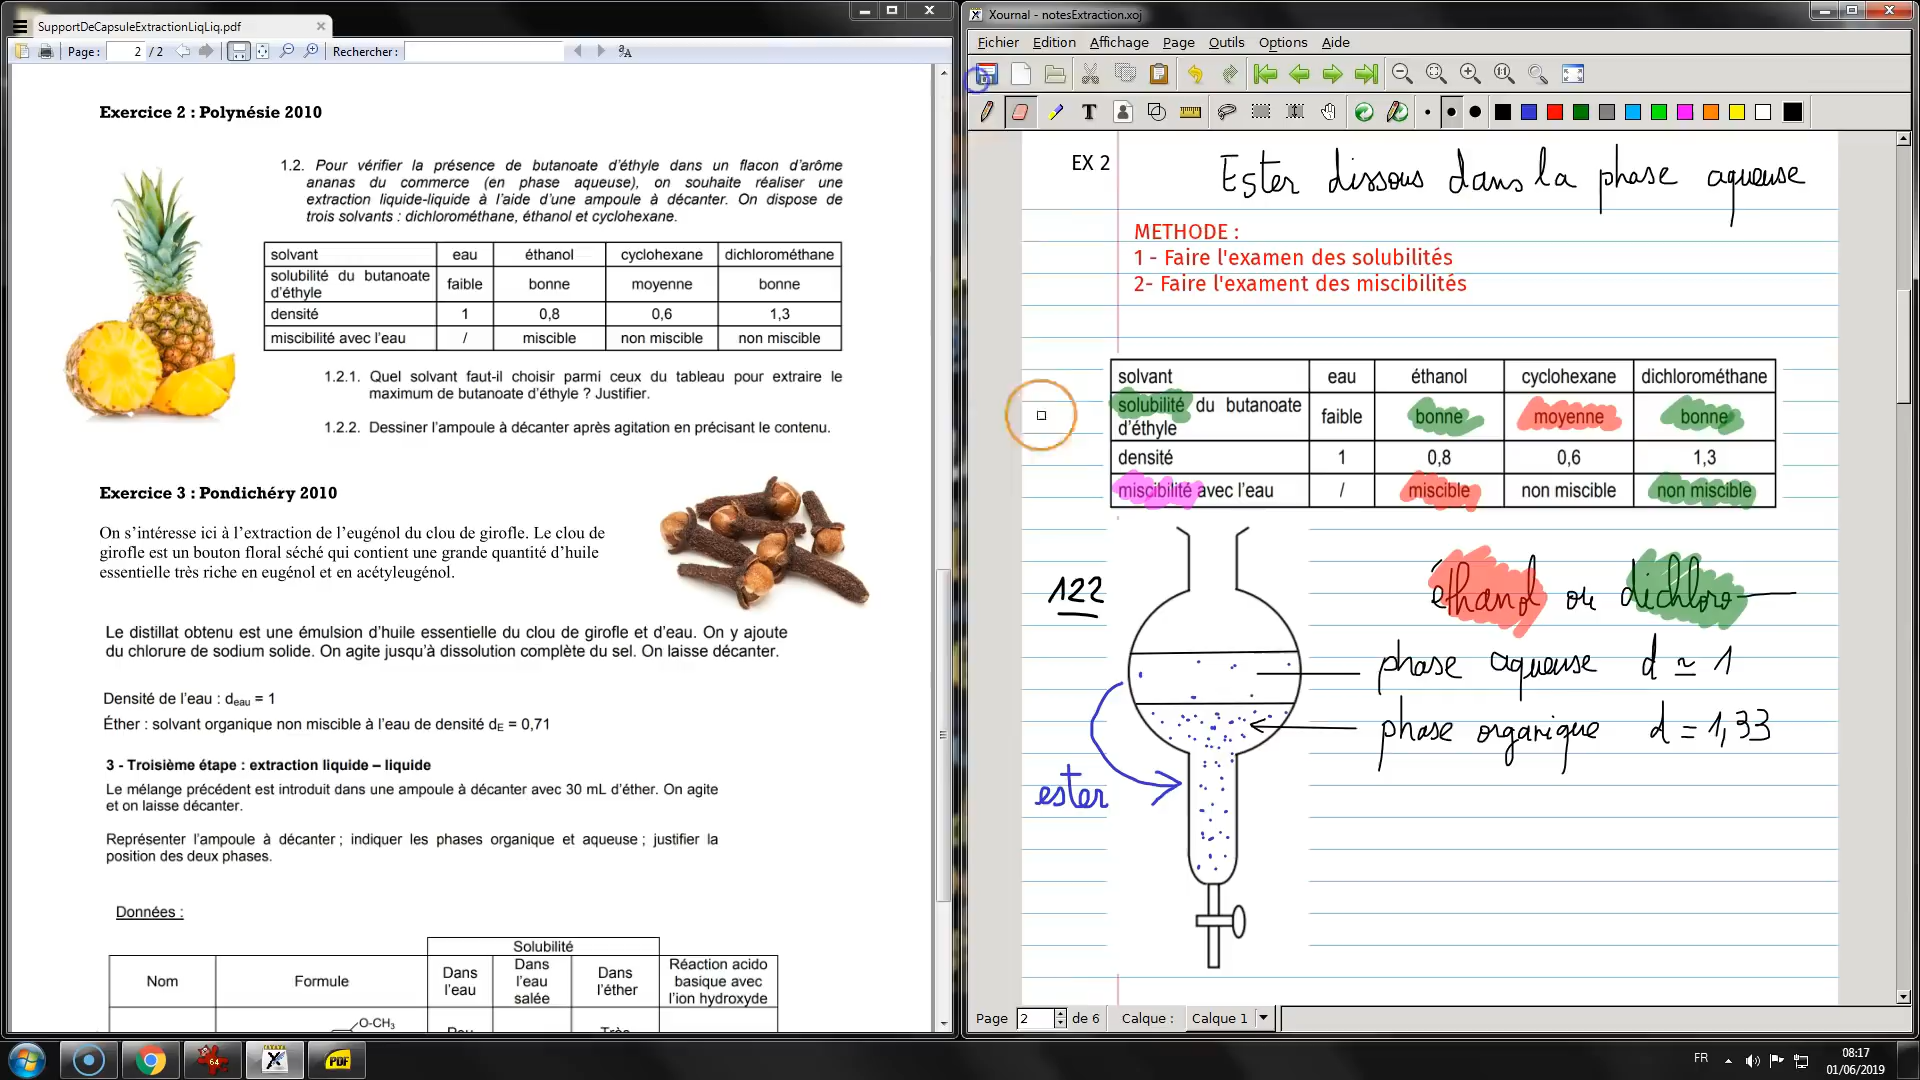 SupportDeCapsuleExtractionLiqLiq.pdf
Page : 2 / 2 Rechercher :
Exercice 2 : Polynésie 2010
1.2. Pour vérifier la présence de butanoate d'éthyle dans un flacon d'arôme
ananas du commerce (en phase aqueuse), on souhaite réaliser une
extraction liquide-liquide à l'aide d'une ampoule à décanter. On dispose de
trois solvants : dichlorométhane, éthanol et cyclohexane.
solvant eau éthanol cyclohexane dichlorométhane
solubilité du butanoate
d'éthyle faible bonne moyenne bonne
densité 1 0,8 0,6 1,3
miscibilité avec l'eau / miscible non miscible non miscible
1.2.1. Quel solvant faut-il choisir parmi ceux du tableau pour extraire le
maximum de butanoate d'éthyle ? Justifier.
1.2.2. Dessiner l'ampoule à décanter après agitation en précisant le contenu.
Exercice 3 : Pondichéry 2010
On s'intéresse ici à l'extraction de l'eugénol du clou de girofle. Le clou de
girofle est un bouton floral séché qui contient une grande quantité d'huile
essentielle très riche en eugénol et en acétyleugénol.
Le distillat obtenu est une émulsion d'huile essentielle du clou de girofle et d'eau. On y ajoute
du chlorure de sodium solide. On agite jusqu'à dissolution complète du sel. On laisse décanter.
Densité de l'eau : deau = 1
Éther : solvant organique non miscible à l'eau de densité dE = 0,71
3 - Troisième étape : extraction liquide – liquide
Le mélange précédent est introduit dans une ampoule à décanter avec 30 mL d'éther. On agite
et on laisse décanter.
Représenter l'ampoule à décanter ; indiquer les phases organique et aqueuse ; justifier la
position des deux phases.
Données :
Solubilité
Nom Formule Dans l'eau Dans l'eau salée Dans l'éther Réaction acido basique avec l'ion hydroxyde
O-CH3
Peu Très
Xournal - notesExtraction.xoj
Fichier Edition Affichage Page Outils Options Aide
T
EX 2 Ester dissous dans la phase aqueuse
METHODE :
1 - Faire l'examen des solubilités
2- Faire l'exament des miscibilités
solvant eau éthanol cyclohexane dichlorométhane
solubilité du butanoate
d'éthyle faible bonne moyenne bonne
densité 1 0,8 0,6 1,3
miscibilité avec l'eau / miscible non miscible non miscible
122 éthanol ou dichloro
phase aqueuse d ≃ 1
phase organique d = 1,33
ester
Page 2 de 6 Calque : Calque 1
64 PDF
FR 08:17
01/06/2019